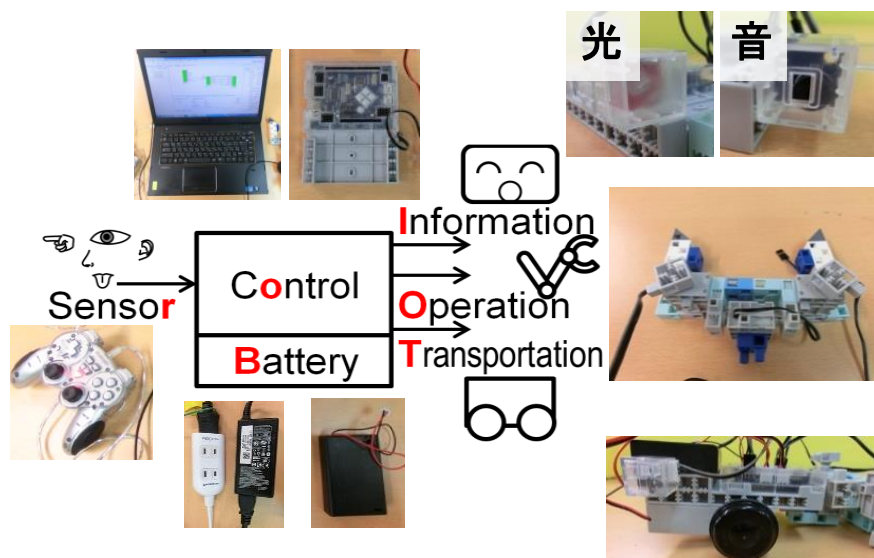 光
音
Information
Sensor
Control
Operation
Battery
Transportation